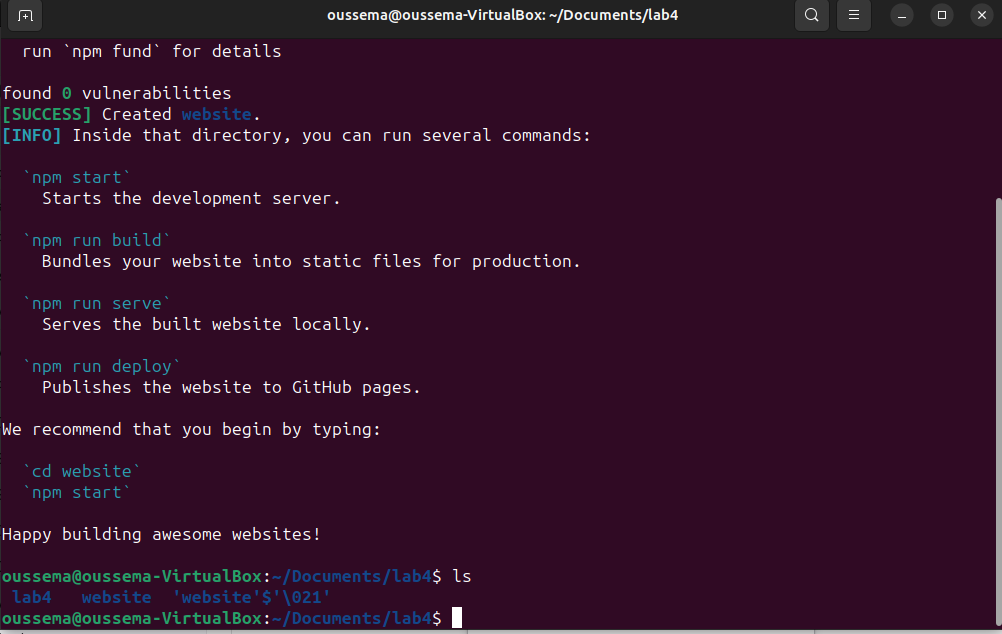 oussema@oussema-VirtualBox: ~/Documents/lab4
run `npm fund` for details
found 0 vulnerabilities
[SUCCESS] Created website.
[INFO] Inside that directory, you can run several commands:
`npm start`
Starts the development server.
`npm run build`
Bundles your website into static files for production.
`npm run serve`
Serves the built website locally.
`npm run deploy`
Publishes the website to GitHub pages.
We recommend that you begin by typing:
`cd website`
`npm start`
Happy building awesome websites!
oussema@oussema-VirtualBox:~/Documents/lab4$ ls
lab4   website  'website'$'\021'
oussema@oussema-VirtualBox:~/Documents/lab4$